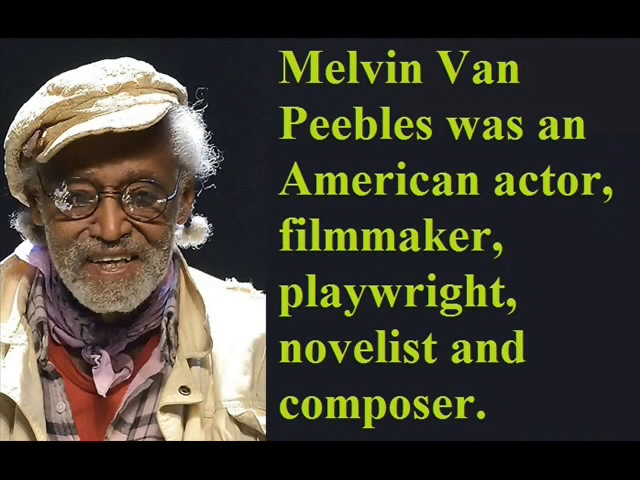 Melvin Van
Peebles was an
American actor,
filmmaker,
playwright,
novelist and
composer.